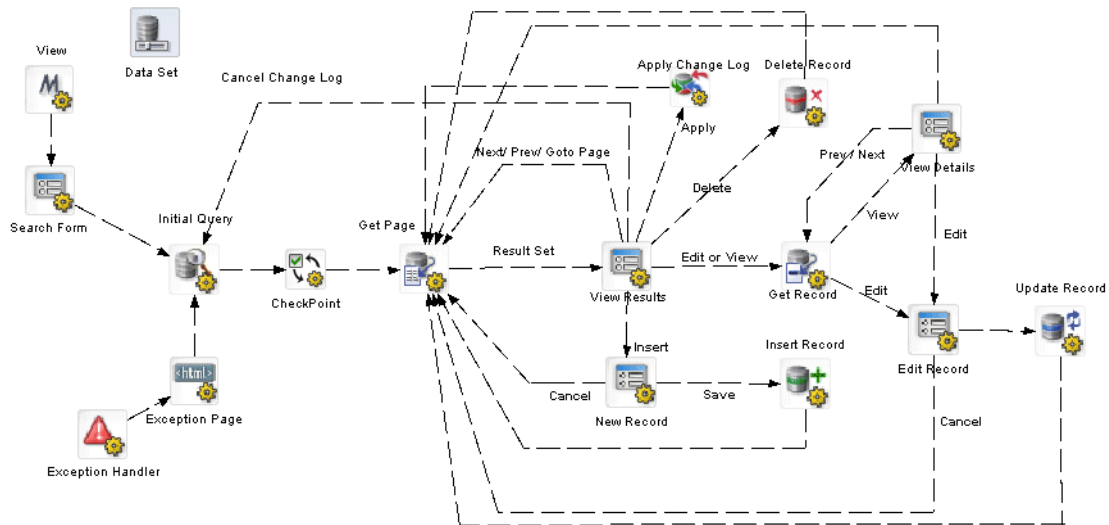 View
M
Data Set
Cancel Change Log
Apply Change Log
Delete Record
Apply
Next/ Prev/ Goto Page
Prev / Next
View Details
Delete
Search Form
Initial Query
Get Page
View
Edit
Result Set
Edit or View
CheckPoint
View Results
Get Record
Edit
Update Record
Insert
Insert Record
<html>
Edit Record
Cancel
Save
Exception Page
New Record
Cancel
Exception Handler